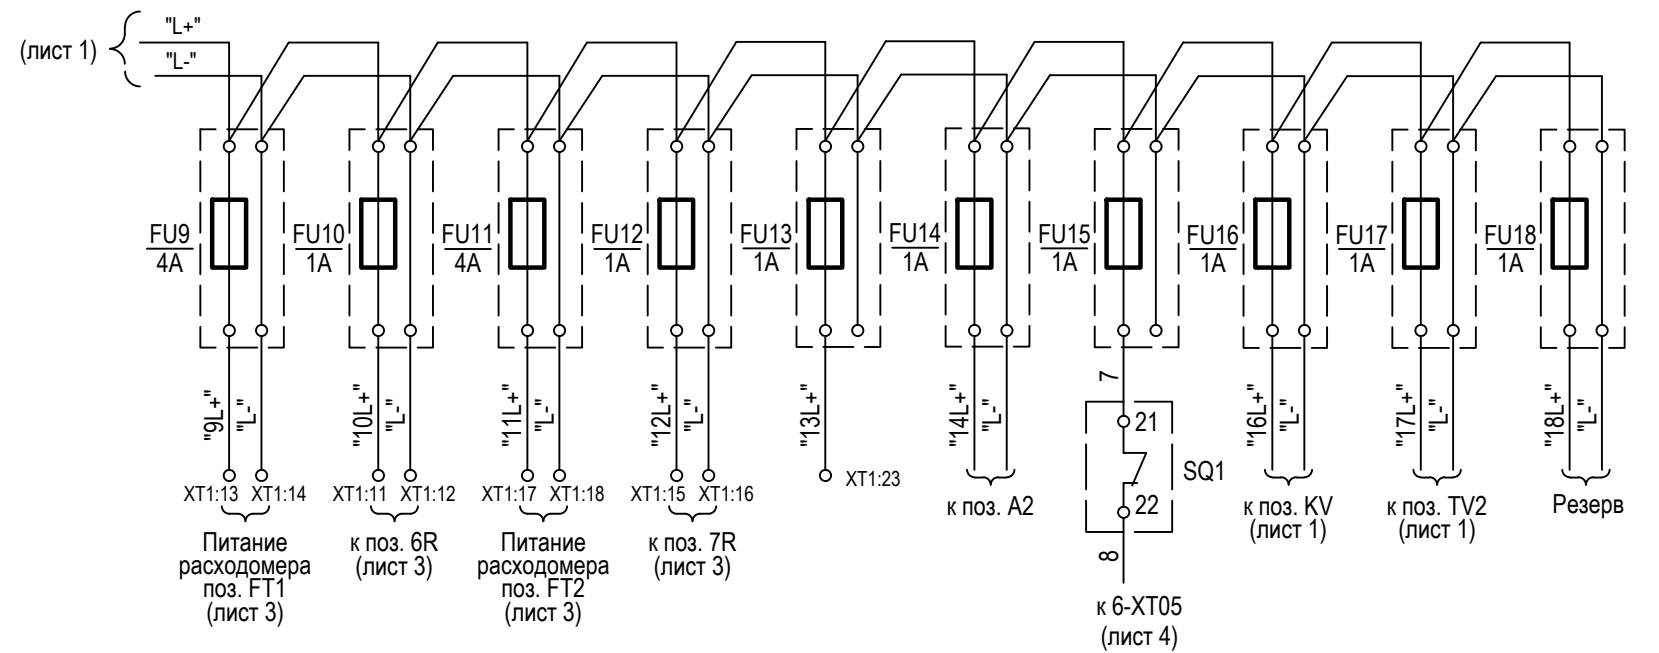 "L+"
(лист 1)
"L-"
FU9
4A
FU10
1A
FU11
4A
FU12
1A
FU13
1A
FU14
1A
FU15
1A
FU16
1A
FU17
1A
FU18
1A
"9L+"
"L-"
"10L+"
"L-"
"11L+"
"L-"
"12L+"
"L-"
"13L+"
"14L+"
"L-"
7
"16L+"
"L-"
"17L+"
"L-"
"18L+"
"L-"
21
SQ1
22
8
XT1:13 XT1:14
XT1:11 XT1:12
XT1:17 XT1:18
XT1:15 XT1:16
XT1:23
Питание
расходомера
поз. FT1
(лист 3)
к поз. 6R
(лист 3)
Питание
расходомера
поз. FT2
(лист 3)
к поз. 7R
(лист 3)
к поз. A2
к 6-XT05
(лист 4)
к поз. KV
(лист 1)
к поз. TV2
(лист 1)
Резерв